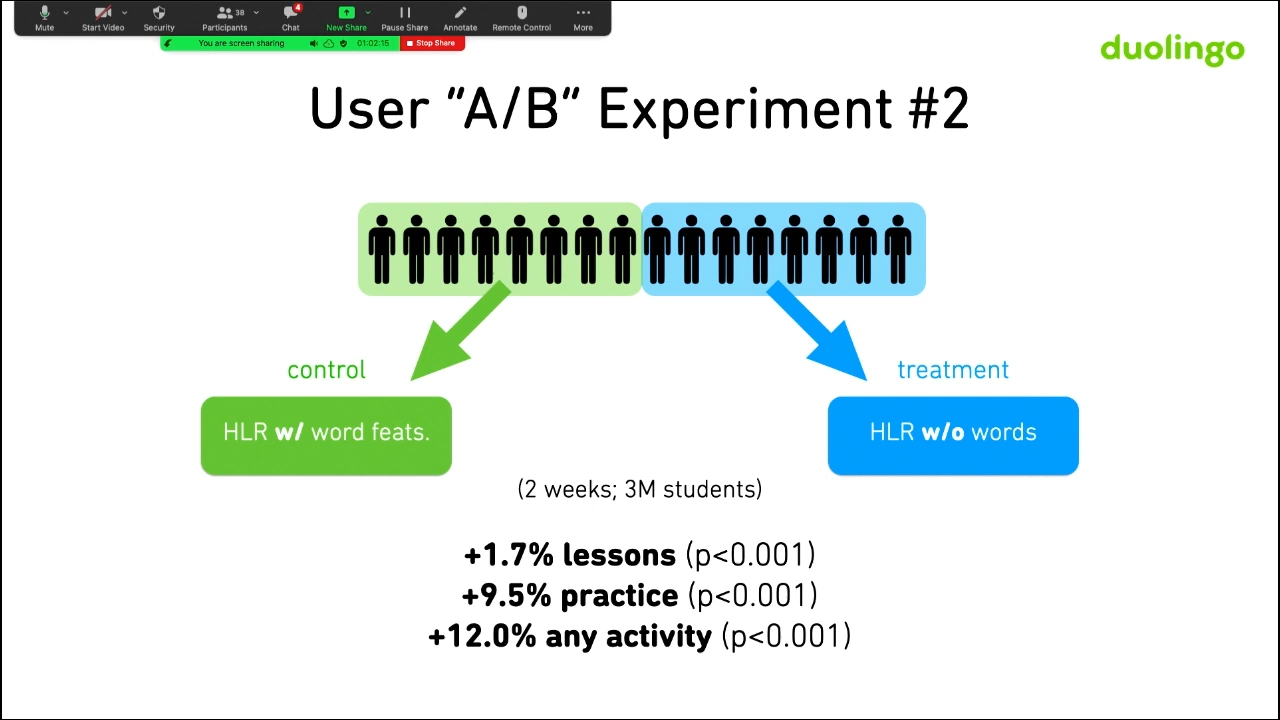 Mute
Start Video
Security
Participants
38
Chat
4
New Share
Pause Share
Annotate
Remote Control
More
You are screen sharing
01:02:15
Stop Share
duolingo
User "A/B" Experiment #2
control
treatment
HLR w/ word feats.
HLR w/o words
(2 weeks; 3M students)
+1.7% lessons (p<0.001)
+9.5% practice (p<0.001)
+12.0% any activity (p<0.001)